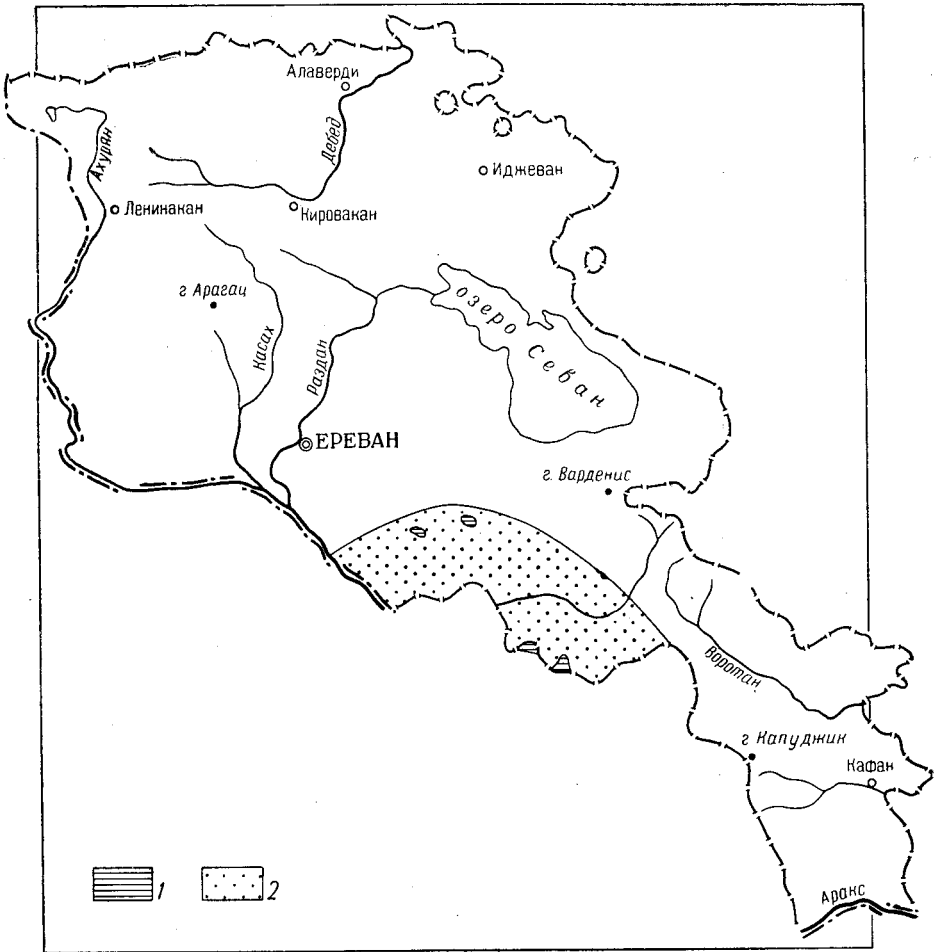 Алаверди
Ахурян
Дебед
Иджеван
Ленинакан
Кировакан
г Арагац
Касах
Раздан
озеро Севан
ЕРЕВАН
г. Варденис
Воротан
г Капуджик
Кафан
Аракс
1
2